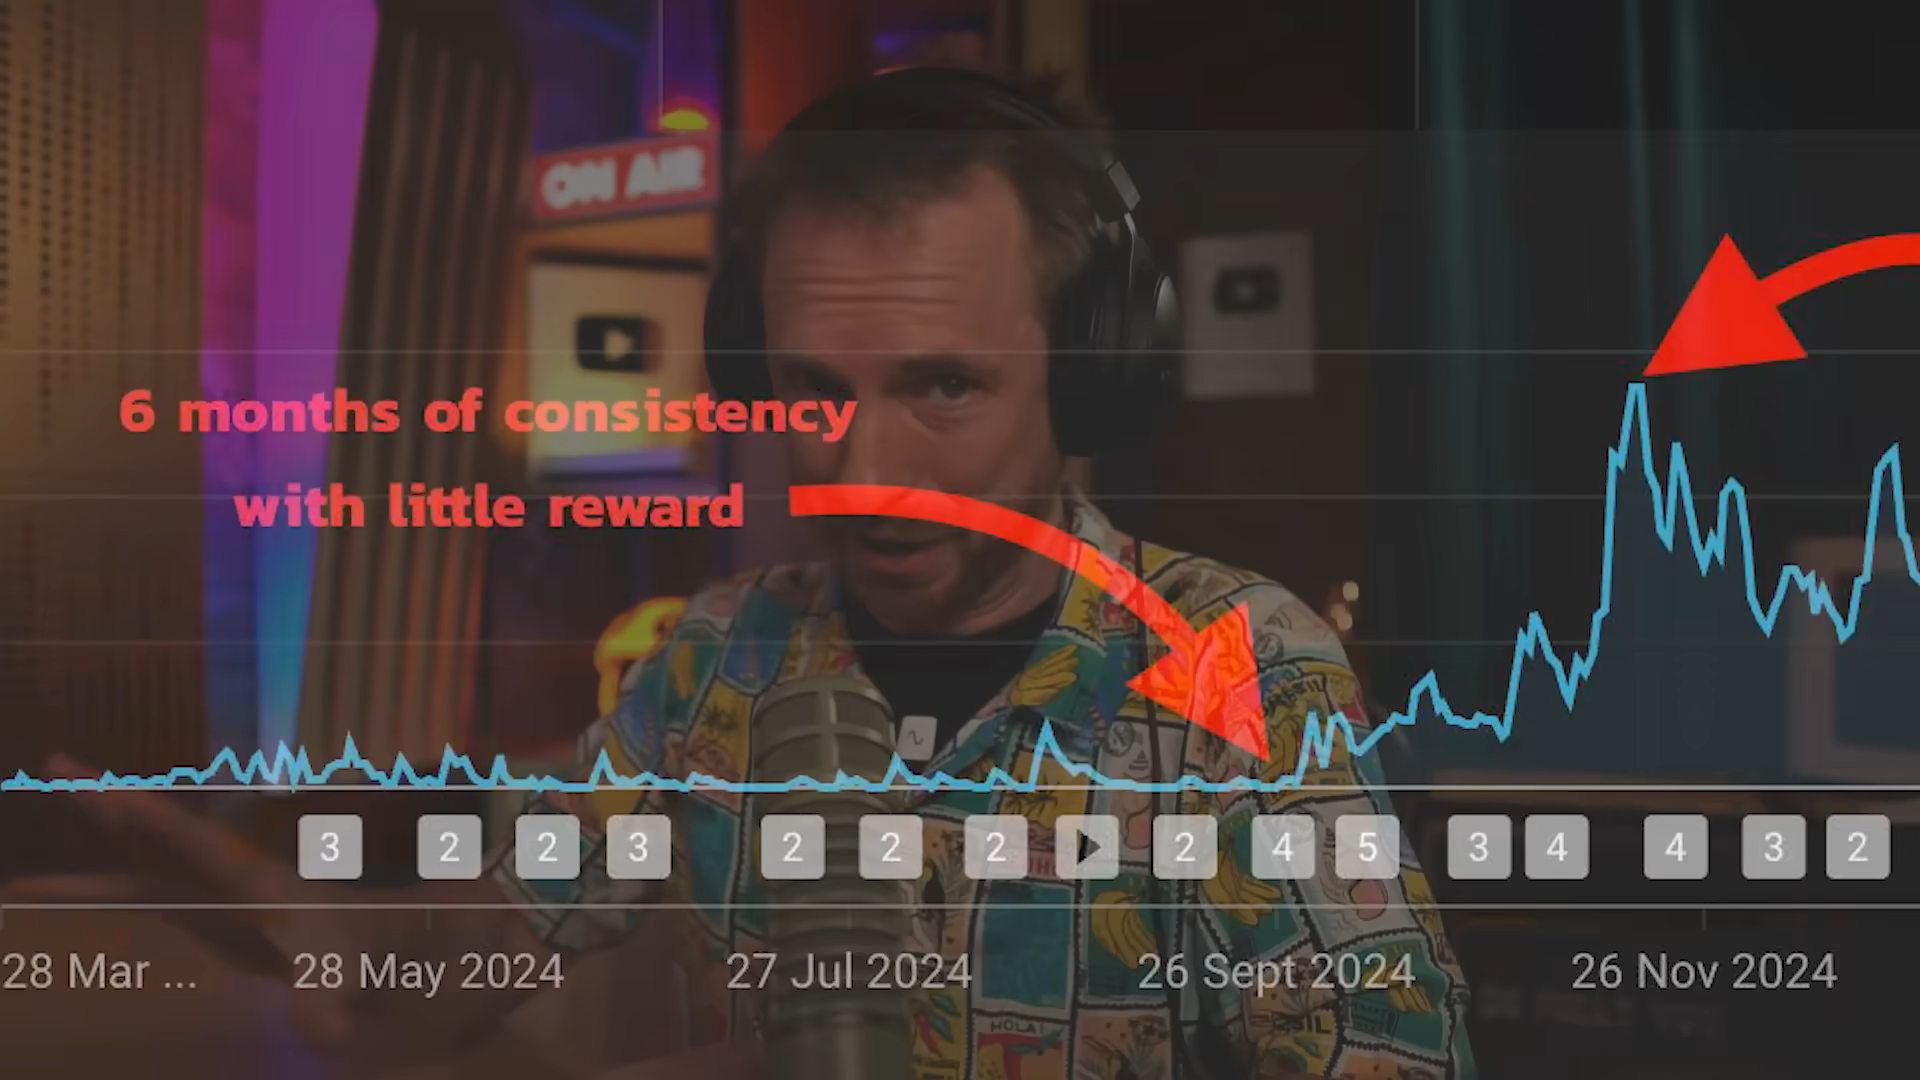 ON AIR
6 months of consistency
with little reward
3 2 2 3 2 2 2 2 4 5 3 4 4 3 2
28 Mar ... 28 May 2024 27 Jul 2024 26 Sept 2024 26 Nov 2024
HOLA!